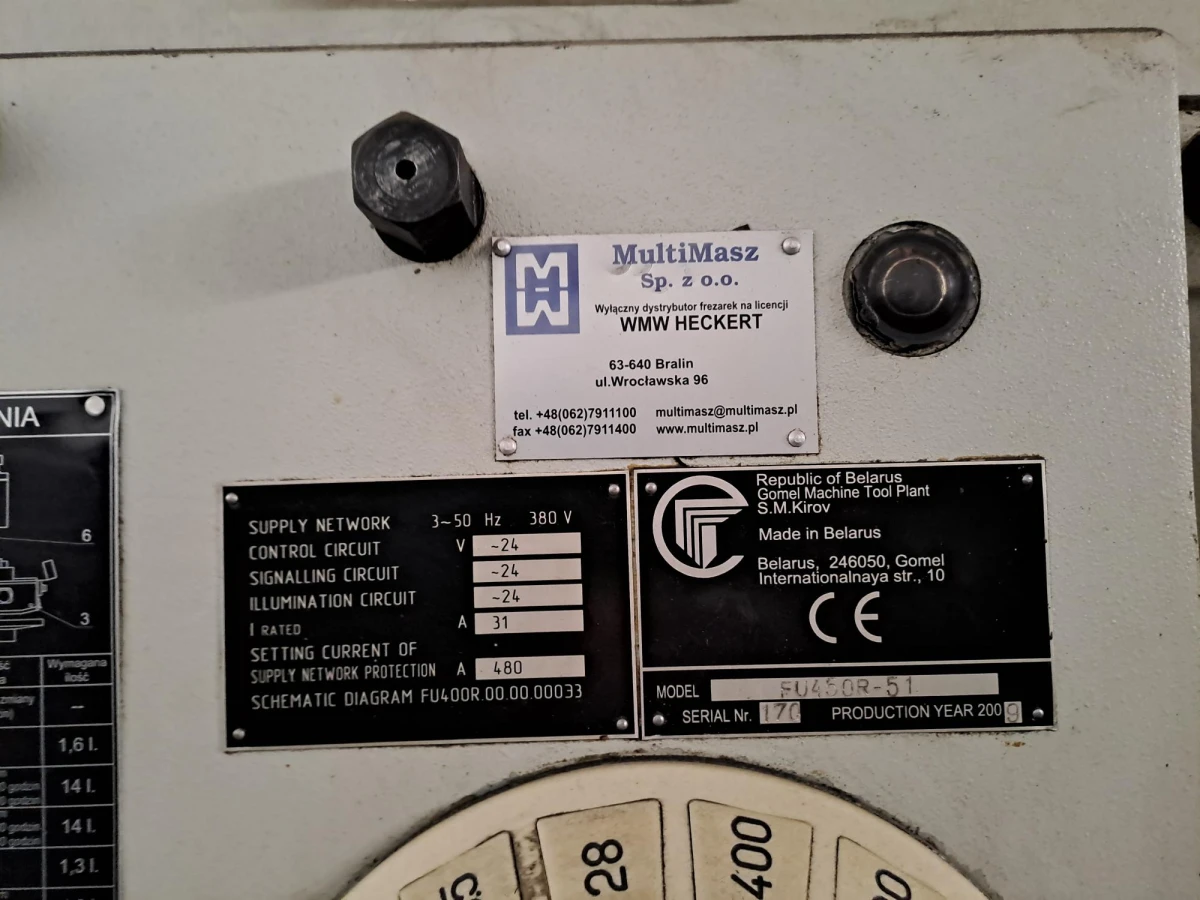 MW
MultiMasz
Sp. z o.o.
Wyłączny dystrybutor frezarek na licencji
WMW HECKERT
63-640 Bralin
ul.Wrocławska 96
tel. +48(062)7911100 multimasz@multimasz.pl
fax +48(062)7911400 www.multimasz.pl
NIA
6
3
Wymagana
ilość
–
1,6 l.
14 l.
godzin
godzin
14 l.
godzin
godzin
1,3 l.
SUPPLY NETWORK 3~50 Hz 380 V
CONTROL CIRCUIT V ~24
SIGNALLING CIRCUIT ~24
ILLUMINATION CIRCUIT ~24
I RATED A 31
SETTING CURRENT OF
SUPPLY NETWORK PROTECTION A 480
SCHEMATIC DIAGRAM FU400R.00.00.00033
Republic of Belarus
Gomel Machine Tool Plant
S.M.Kirov
Made in Belarus
Belarus, 246050, Gomel
Internationalnaya str., 10
CE
MODEL FU450R-51
SERIAL Nr. 170 PRODUCTION YEAR 2009
28
400